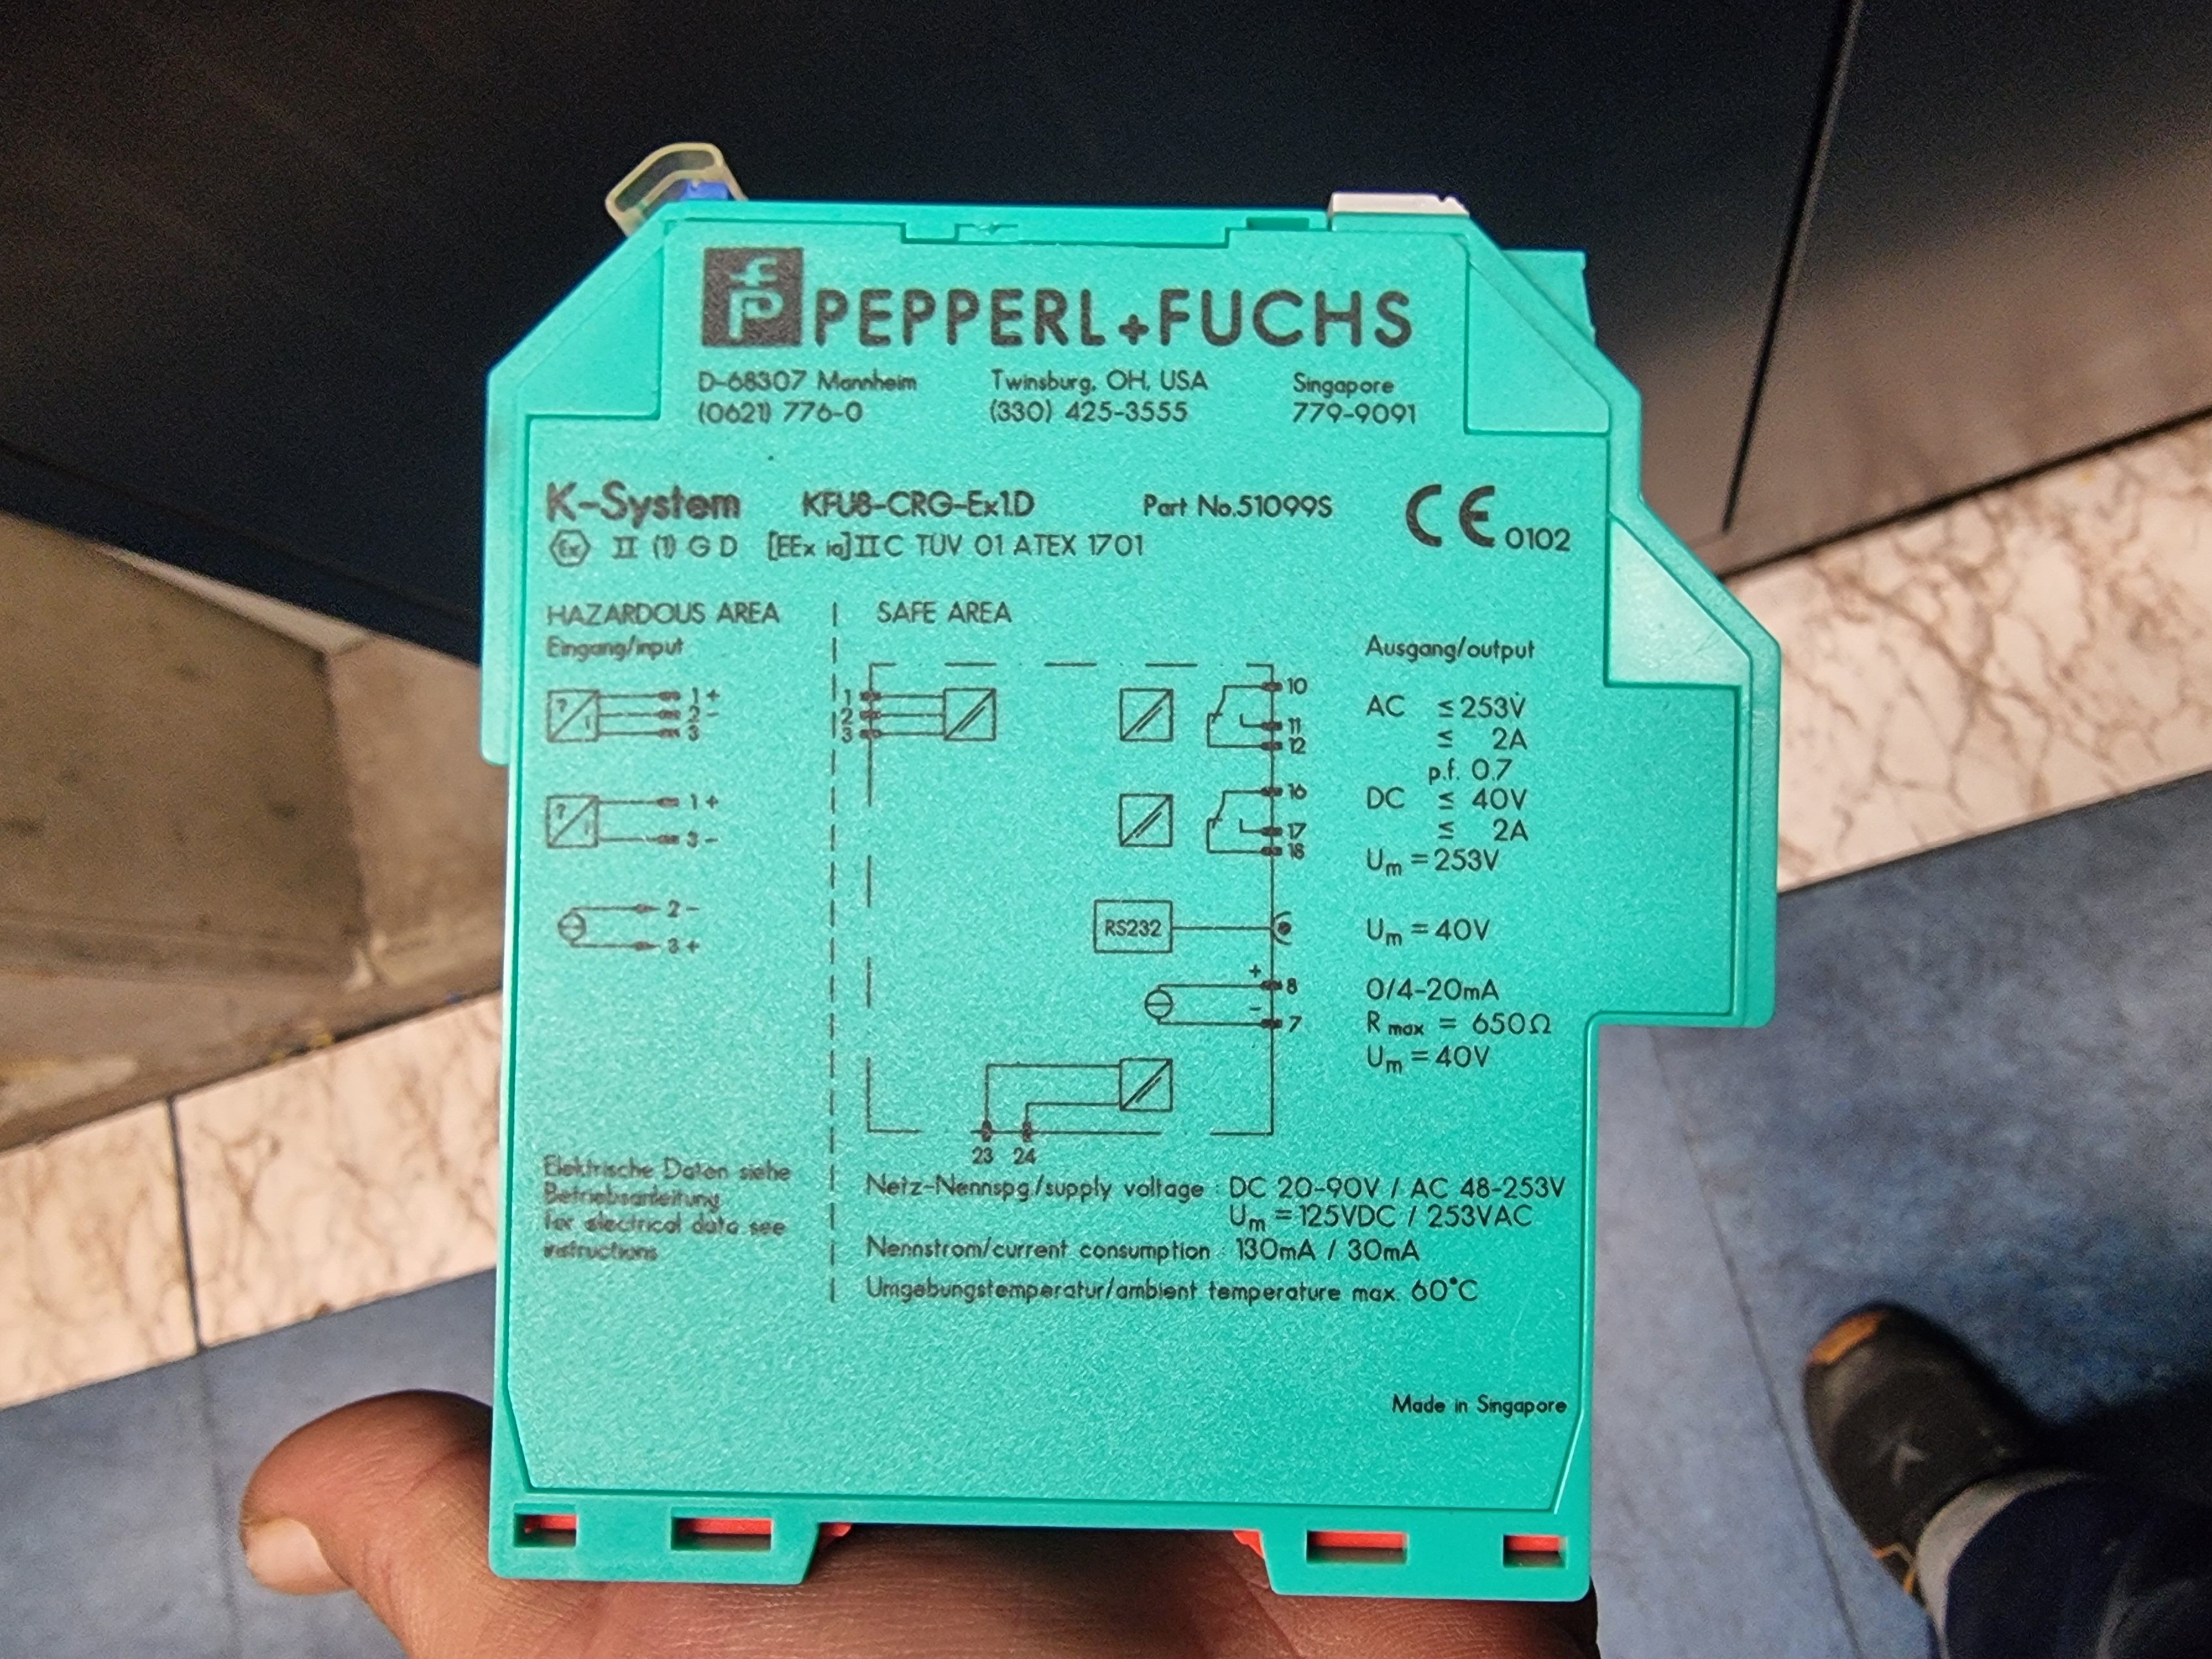 PEPPERL+FUCHS
D-68307 Mannheim Twinsburg, OH, USA Singapore
(0621) 776-0 (330) 425-3555 779-9091
K-System KFU8-CRG-Ex1.D Part No.51099S CE 0102
Ex II (1) G D [EEx ia]IIC TUV 01 ATEX 1701
HAZARDOUS AREA SAFE AREA
Eingang/input Ausgang/output
1+
2-
3
1
2
3
10
11
12
AC ≤ 253V
≤ 2A
p.f. 0.7
1+
3-
16
17
18
DC ≤ 40V
≤ 2A
Um = 253V
2-
3+
RS232 Um = 40V
+ 8
- 7
0/4-20mA
R max = 650Ω
Um = 40V
23 24
Elektrische Daten siehe
Betriebsanleitung
for electrical data see
instructions
Netz-Nennspg./supply voltage : DC 20-90V / AC 48-253V
Um = 125VDC / 253VAC
Nennstrom/current consumption : 130mA / 30mA
Umgebungstemperatur/ambient temperature max. 60°C
Made in Singapore